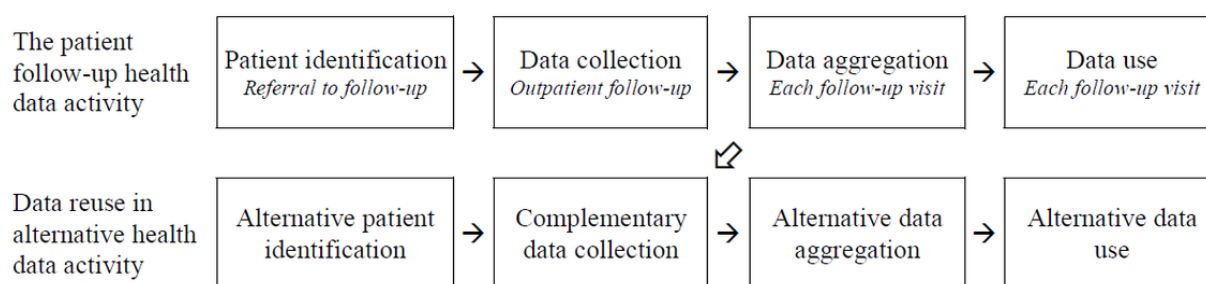 The patient
follow-up health
data activity
Patient identification
Referral to follow-up
→
Data collection
Outpatient follow-up
→
Data aggregation
Each follow-up visit
→
Data use
Each follow-up visit
Data reuse in
alternative health
data activity
Alternative patient
identification
→
Complementary
data collection
→
Alternative data
aggregation
→
Alternative data
use